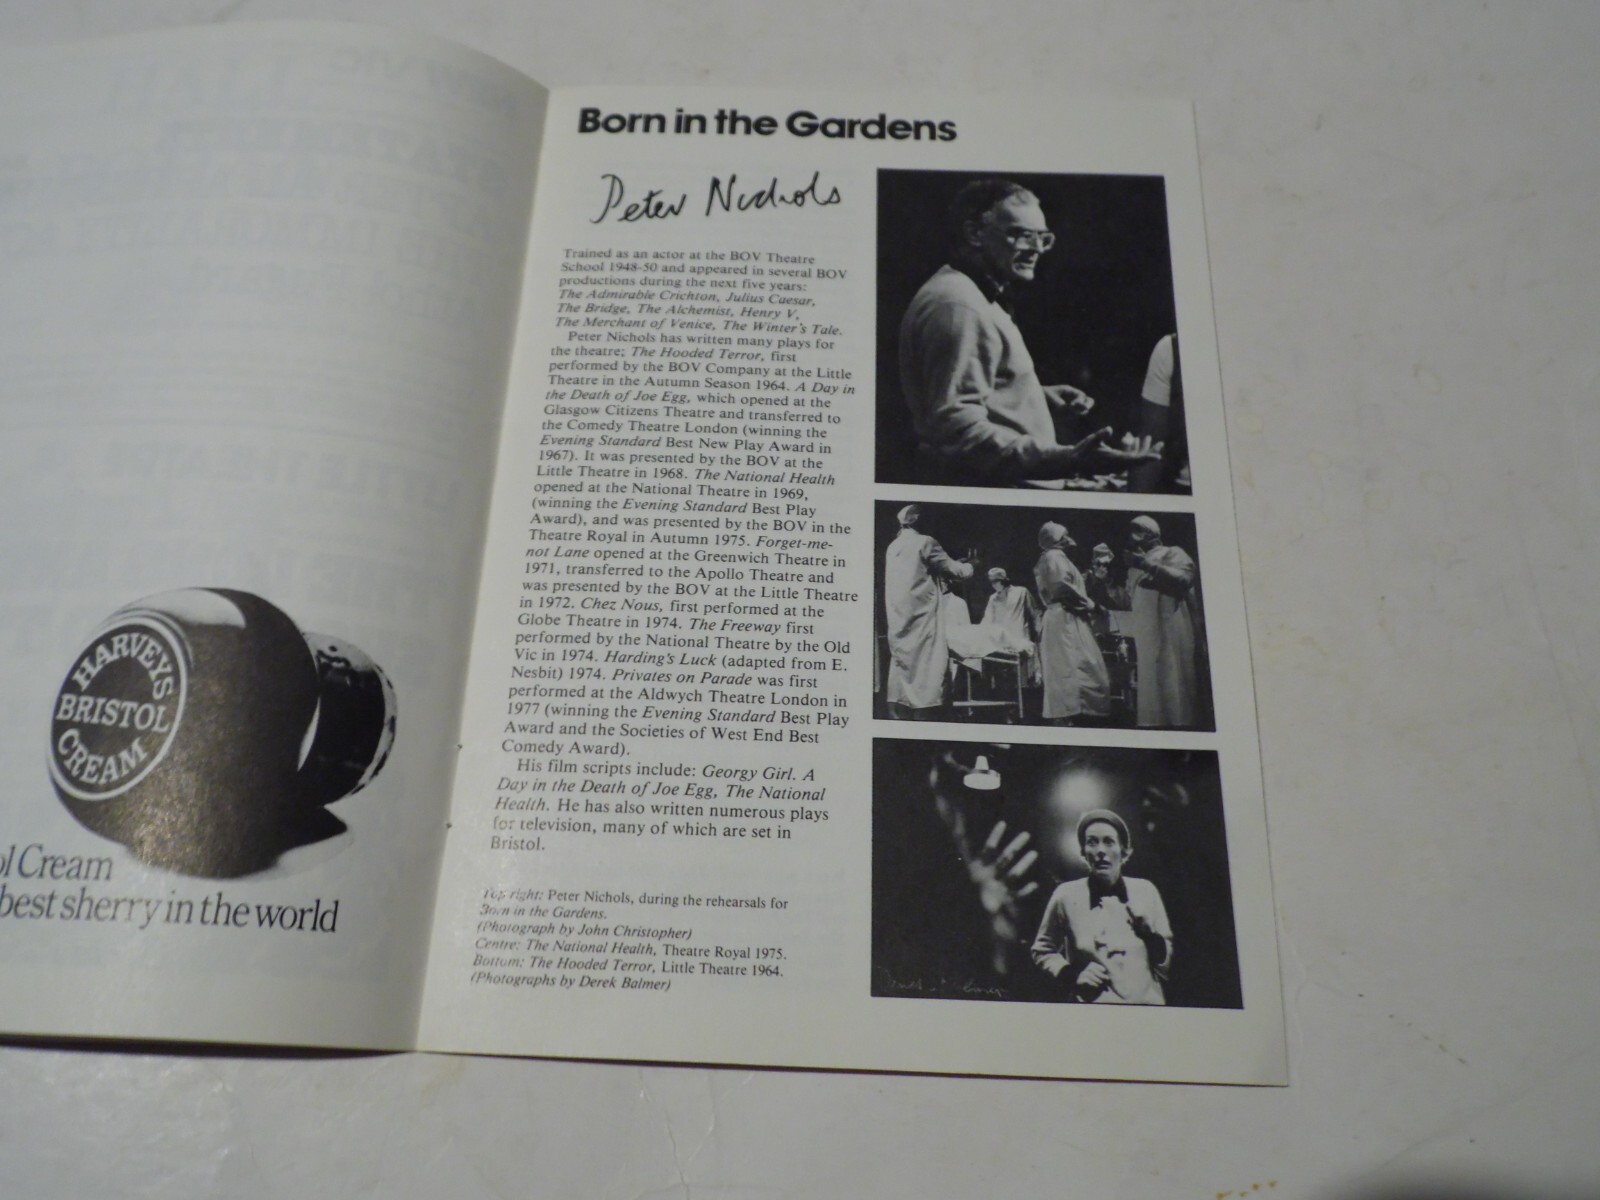 HARVEYS
BRISTOL
CREAM
ol Cream
best sherry in the world
Born in the Gardens
Peter Nichols
Trained as an actor at the BOV Theatre
School 1948-50 and appeared in several BOV
productions during the next five years:
The Admirable Crichton, Julius Caesar,
The Bridge, The Alchemist, Henry V,
The Merchant of Venice, The Winter's Tale.
Peter Nichols has written many plays for
the theatre; The Hooded Terror, first
performed by the BOV Company at the Little
Theatre in the Autumn Season 1964. A Day in
the Death of Joe Egg, which opened at the
Glasgow Citizens Theatre and transferred to
the Comedy Theatre London (winning the
Evening Standard Best New Play Award in
1967). It was presented by the BOV at the
Little Theatre in 1968. The National Health
opened at the National Theatre in 1969,
(winning the Evening Standard Best Play
Award), and was presented by the BOV in the
Theatre Royal in Autumn 1975. Forget-me-
not Lane opened at the Greenwich Theatre in
1971, transferred to the Apollo Theatre and
was presented by the BOV at the Little Theatre
in 1972. Chez Nous, first performed at the
Globe Theatre in 1974. The Freeway first
performed by the National Theatre by the Old
Vic in 1974. Harding's Luck (adapted from E.
Nesbit) 1974. Privates on Parade was first
performed at the Aldwych Theatre London in
1977 (winning the Evening Standard Best Play
Award and the Societies of West End Best
Comedy Award).
His film scripts include: Georgy Girl. A
Day in the Death of Joe Egg, The National
Health. He has also written numerous plays
for television, many of which are set in
Bristol.
Top right: Peter Nichols, during the rehearsals for
Born in the Gardens.
(Photograph by John Christopher)
Centre: The National Health, Theatre Royal 1975.
Bottom: The Hooded Terror, Little Theatre 1964.
(Photographs by Derek Balmer)